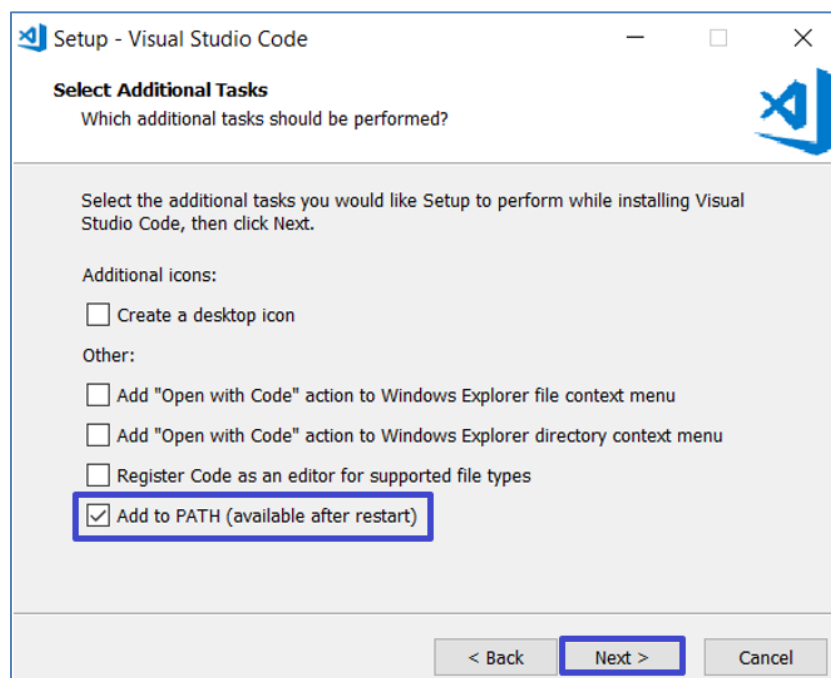 Setup - Visual Studio Code
Select Additional Tasks
Which additional tasks should be performed?
Select the additional tasks you would like Setup to perform while installing Visual
Studio Code, then click Next.
Additional icons:
Create a desktop icon
Other:
Add "Open with Code" action to Windows Explorer file context menu
Add "Open with Code" action to Windows Explorer directory context menu
Register Code as an editor for supported file types
Add to PATH (available after restart)
< Back Next > Cancel